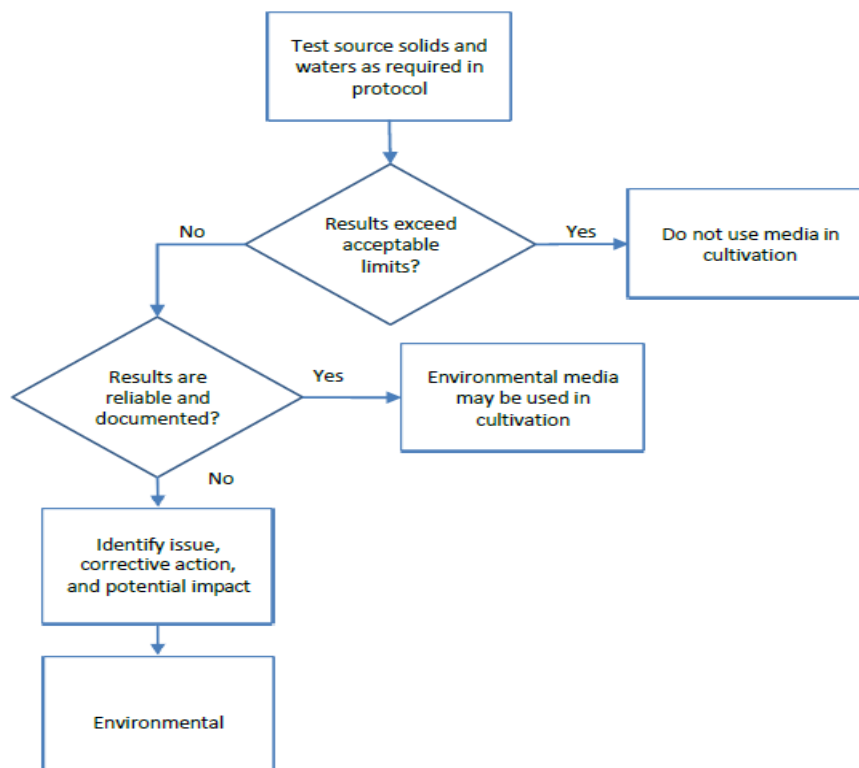 Test source solids and
waters as required in
protocol
Results exceed
acceptable
limits?
No
Yes
Do not use media in
cultivation
Results are
reliable and
documented?
Yes
Environmental media
may be used in
cultivation
No
Identify issue,
corrective action,
and potential impact
Environmental